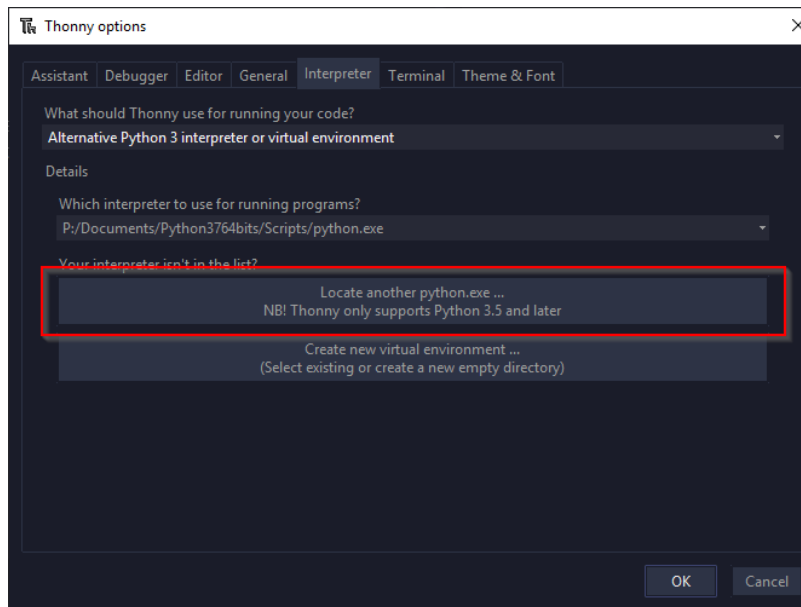 Thonny options
Assistant Debugger Editor General Interpreter Terminal Theme & Font
What should Thonny use for running your code?
Alternative Python 3 interpreter or virtual environment
Details
Which interpreter to use for running programs?
P:/Documents/Python3764bits/Scripts/python.exe
Your interpreter isn't in the list?
Locate another python.exe ...
NB! Thonny only supports Python 3.5 and later
Create new virtual environment ...
(Select existing or create a new empty directory)
OK Cancel